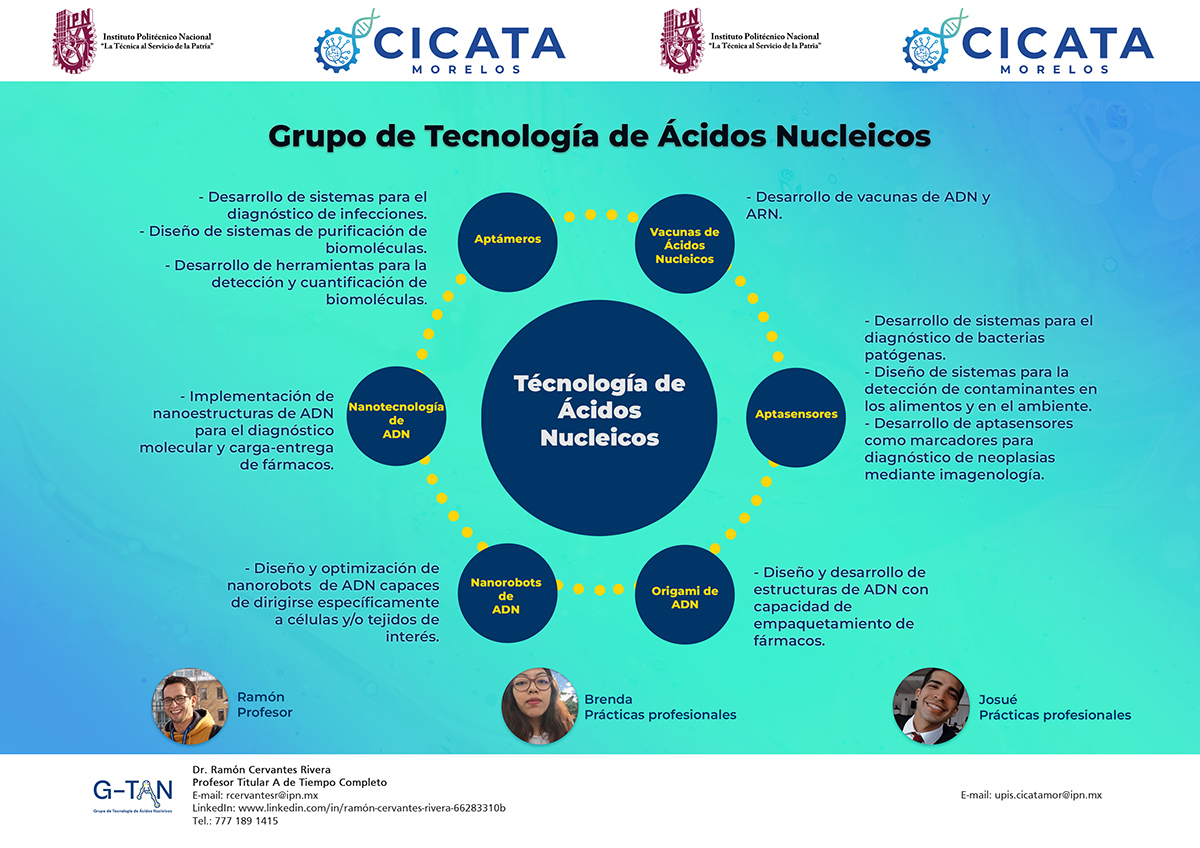 IPN
Instituto Politécnico Nacional
"La Técnica al Servicio de la Patria"
CICATA
MORELOS
IPN
Instituto Politécnico Nacional
"La Técnica al Servicio de la Patria"
CICATA
MORELOS
Grupo de Tecnología de Ácidos Nucleicos
- Desarrollo de sistemas para el
diagnóstico de infecciones.
- Diseño de sistemas de purificación de
biomoléculas.
- Desarrollo de herramientas para la
detección y cuantificación de
biomoléculas.
Aptámeros
Vacunas de
Ácidos
Nucleicos
- Desarrollo de vacunas de ADN y
ARN.
- Implementación de
nanoestructuras de ADN
para el diagnóstico
molecular y carga-entrega
de fármacos.
Nanotecnología
de
ADN
Técnología de
Ácidos
Nucleicos
Aptasensores
- Desarrollo de sistemas para el
diagnóstico de bacterias
patógenas.
- Diseño de sistemas para la
detección de contaminantes en
los alimentos y en el ambiente.
- Desarrollo de aptasensores
como marcadores para
diagnóstico de neoplasias
mediante imagenología.
- Diseño y optimización de
nanorobots de ADN capaces
de dirigirse específicamente
a células y/o tejidos de
interés.
Nanorobots
de
ADN
Origami de
ADN
- Diseño y desarrollo de
estructuras de ADN con
capacidad de
empaquetamiento de
fármacos.
Ramón
Profesor
Brenda
Prácticas profesionales
Josué
Prácticas profesionales
G-TAN
Grupo de Tecnología de Ácidos Nucleicos
Dr. Ramón Cervantes Rivera
Profesor Titular A de Tiempo Completo
E-mail: rcervantesr@ipn.mx
LinkedIn: www.linkedin.com/in/ramón-cervantes-rivera-66283310b
Tel.: 777 189 1415
E-mail: upis.cicatamor@ipn.mx